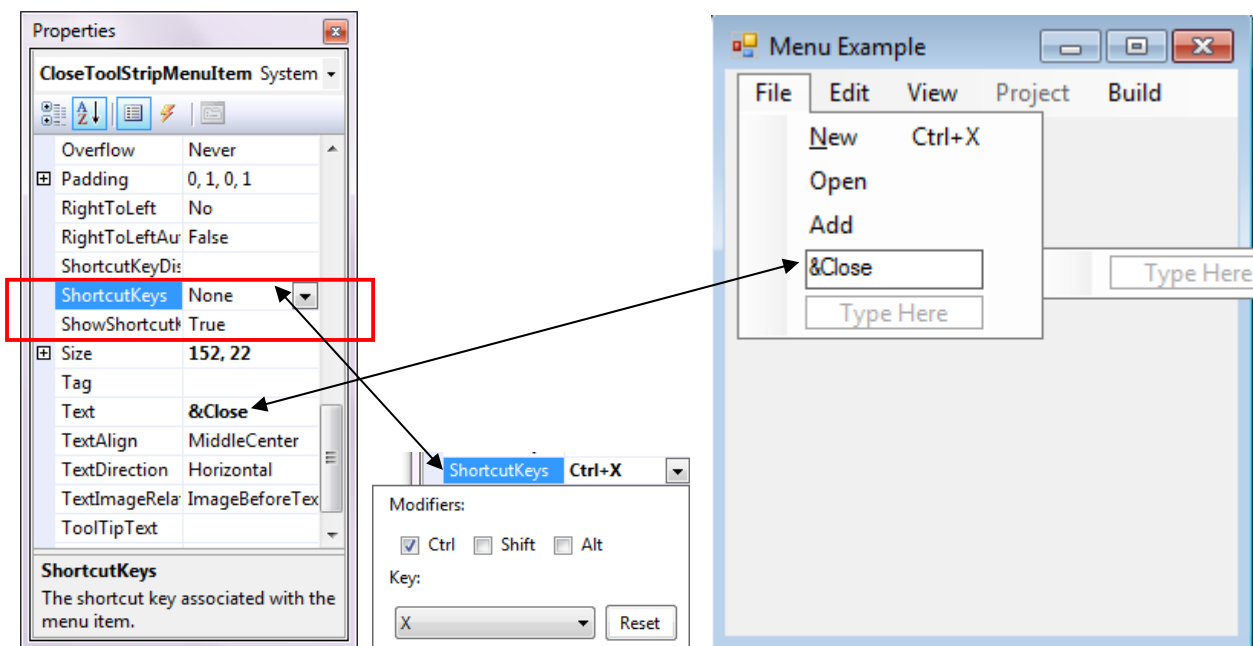 Properties
CloseToolStripMenuItem System
Overflow Never
Padding 0, 1, 0, 1
RightToLeft No
RightToLeftAu False
ShortcutKeyDis
ShortcutKeys None
ShowShortcutK True
Size 152, 22
Tag
Text &Close
TextAlign MiddleCenter
TextDirection Horizontal
TextImageRela ImageBeforeTex
ToolTipText
ShortcutKeys
The shortcut key associated with the
menu item.
ShortcutKeys Ctrl+X
Modifiers:
Ctrl Shift Alt
Key:
X Reset
Menu Example
File Edit View Project Build
New Ctrl+X
Open
Add
&Close
Type Here
Type Here